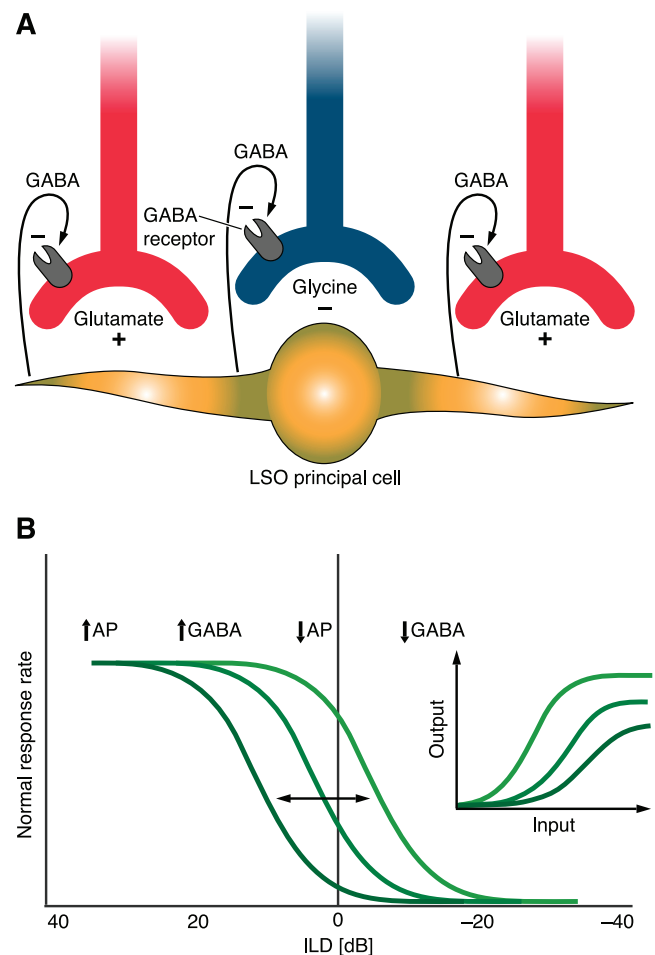 A
GABA
GABA
GABA
−
−
−
GABA
receptor
Glutamate
+
Glycine
−
Glutamate
+
LSO principal cell
B
Normal response rate
↑AP ↑GABA ↓AP ↓GABA
Output
Input
40 20 0 −20 −40
ILD [dB]